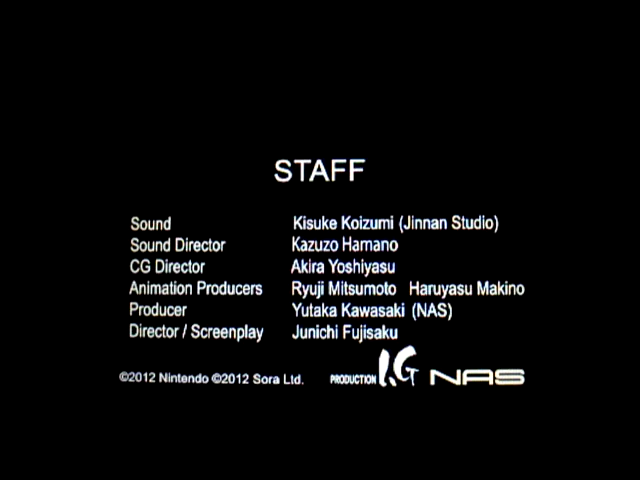 STAFF
Sound Kisuke Koizumi (Jinnan Studio)
Sound Director Kazuzo Hamano
CG Director Akira Yoshiyasu
Animation Producers Ryuji Mitsumoto Haruyasu Makino
Producer Yutaka Kawasaki (NAS)
Director / Screenplay Junichi Fujisaku
©2012 Nintendo ©2012 Sora Ltd. PRODUCTION I.G NAS